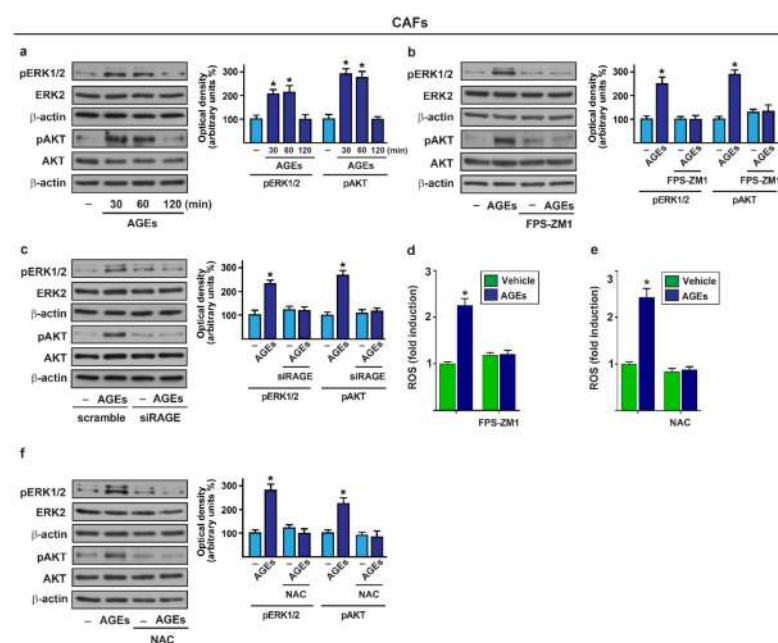 CAFs
a
pERK1/2
ERK2
β-actin
pAKT
AKT
β-actin
– 30 60 120 (min)
AGEs
Optical density
(arbitrary units %)
300
200
100
*
*
*
*
– 30 60 120 – 30 60 120 (min)
AGEs AGEs
pERK1/2 pAKT
b
pERK1/2
ERK2
β-actin
pAKT
AKT
β-actin
– AGEs – AGEs
FPS-ZM1
Optical density
(arbitrary units %)
300
200
100
*
*
– AGEs – AGEs – AGEs – AGEs
FPS-ZM1 FPS-ZM1
pERK1/2 pAKT
c
pERK1/2
ERK2
β-actin
pAKT
AKT
β-actin
– AGEs – AGEs
scramble siRAGE
Optical density
(arbitrary units %)
300
200
100
*
*
– AGEs – AGEs – AGEs – AGEs
siRAGE siRAGE
pERK1/2 pAKT
d
ROS (fold induction)
3
2
1
*
Vehicle
AGEs
FPS-ZM1
e
ROS (fold induction)
3
2
1
*
Vehicle
AGEs
NAC
f
pERK1/2
ERK2
β-actin
pAKT
AKT
β-actin
– AGEs – AGEs
NAC
Optical density
(arbitrary units %)
300
200
100
*
*
– AGEs – AGEs – AGEs – AGEs
NAC NAC
pERK1/2 pAKT